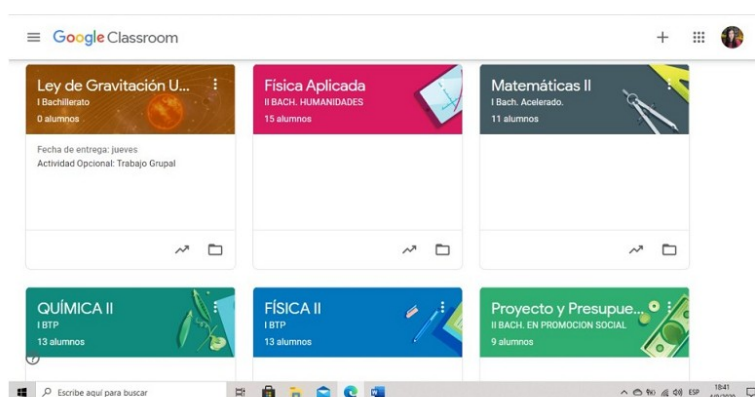 Google Classroom
Ley de Gravitación U...
I Bachillerato
0 alumnos
Fecha de entrega: jueves
Actividad Opcional: Trabajo Grupal
Física Aplicada
II BACH. HUMANIDADES
15 alumnos
Matemáticas II
I Bach. Acelerado.
11 alumnos
QUÍMICA II
I BTP
13 alumnos
FÍSICA II
I BTP
13 alumnos
Proyecto y Presupue...
II BACH. EN PROMOCION SOCIAL
9 alumnos
Escribe aquí para buscar
ESP
18:41